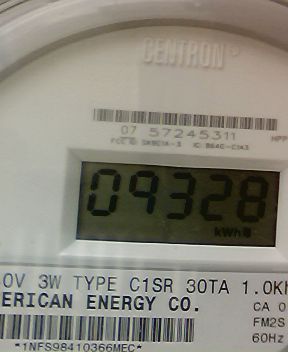 CENTRON®
07 57245311
09328
kWh
0V 3W TYPE C1SR 30TA 1.0Kh
ERICAN ENERGY CO.
CA 0
FM2S
60Hz
*1NFS98410366MEC*